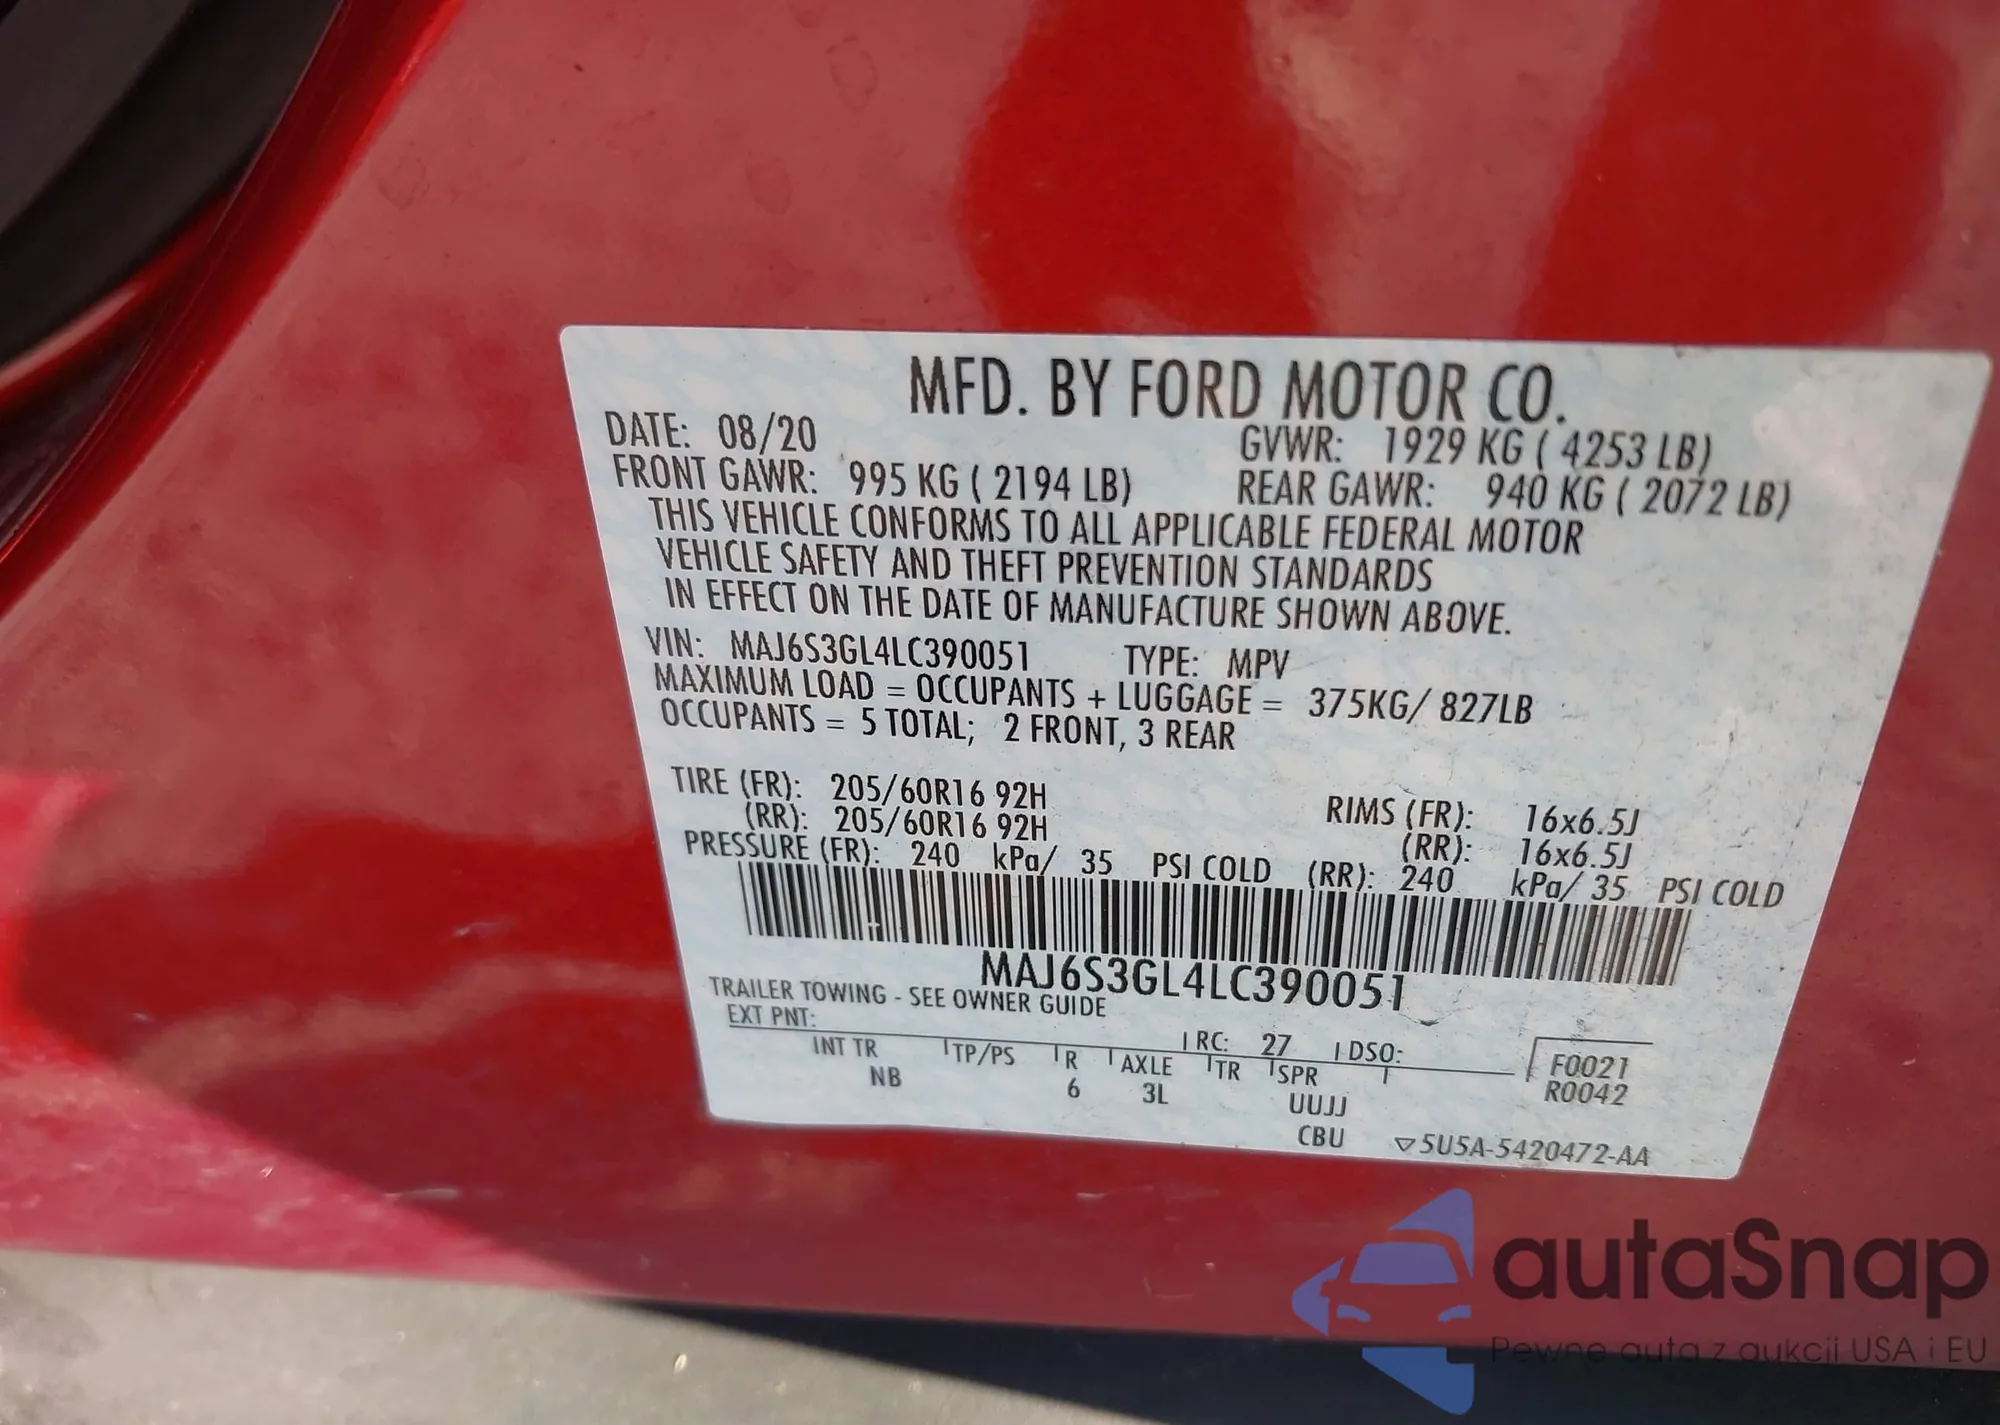 MFD. BY FORD MOTOR CO.
DATE: 08/20 GVWR: 1929 KG ( 4253 LB)
FRONT GAWR: 995 KG ( 2194 LB) REAR GAWR: 940 KG ( 2072 LB)
THIS VEHICLE CONFORMS TO ALL APPLICABLE FEDERAL MOTOR
VEHICLE SAFETY AND THEFT PREVENTION STANDARDS
IN EFFECT ON THE DATE OF MANUFACTURE SHOWN ABOVE.
VIN: MAJ6S3GL4LC390051 TYPE: MPV
MAXIMUM LOAD = OCCUPANTS + LUGGAGE = 375KG/ 827LB
OCCUPANTS = 5 TOTAL; 2 FRONT, 3 REAR
TIRE (FR): 205/60R16 92H RIMS (FR): 16x6.5J
(RR): 205/60R16 92H (RR): 16x6.5J
PRESSURE (FR): 240 kPa/ 35 PSI COLD (RR): 240 kPa/ 35 PSI COLD
MAJ6S3GL4LC390051
TRAILER TOWING - SEE OWNER GUIDE
EXT PNT: RC: 27 DSO: F0021
INT TR TP/PS R AXLE TR SPR R0042
NB 6 3L UUJJ
CBU 5U5A-5420472-AA
autaSnap
Pewne auta z aukcji USA i EU